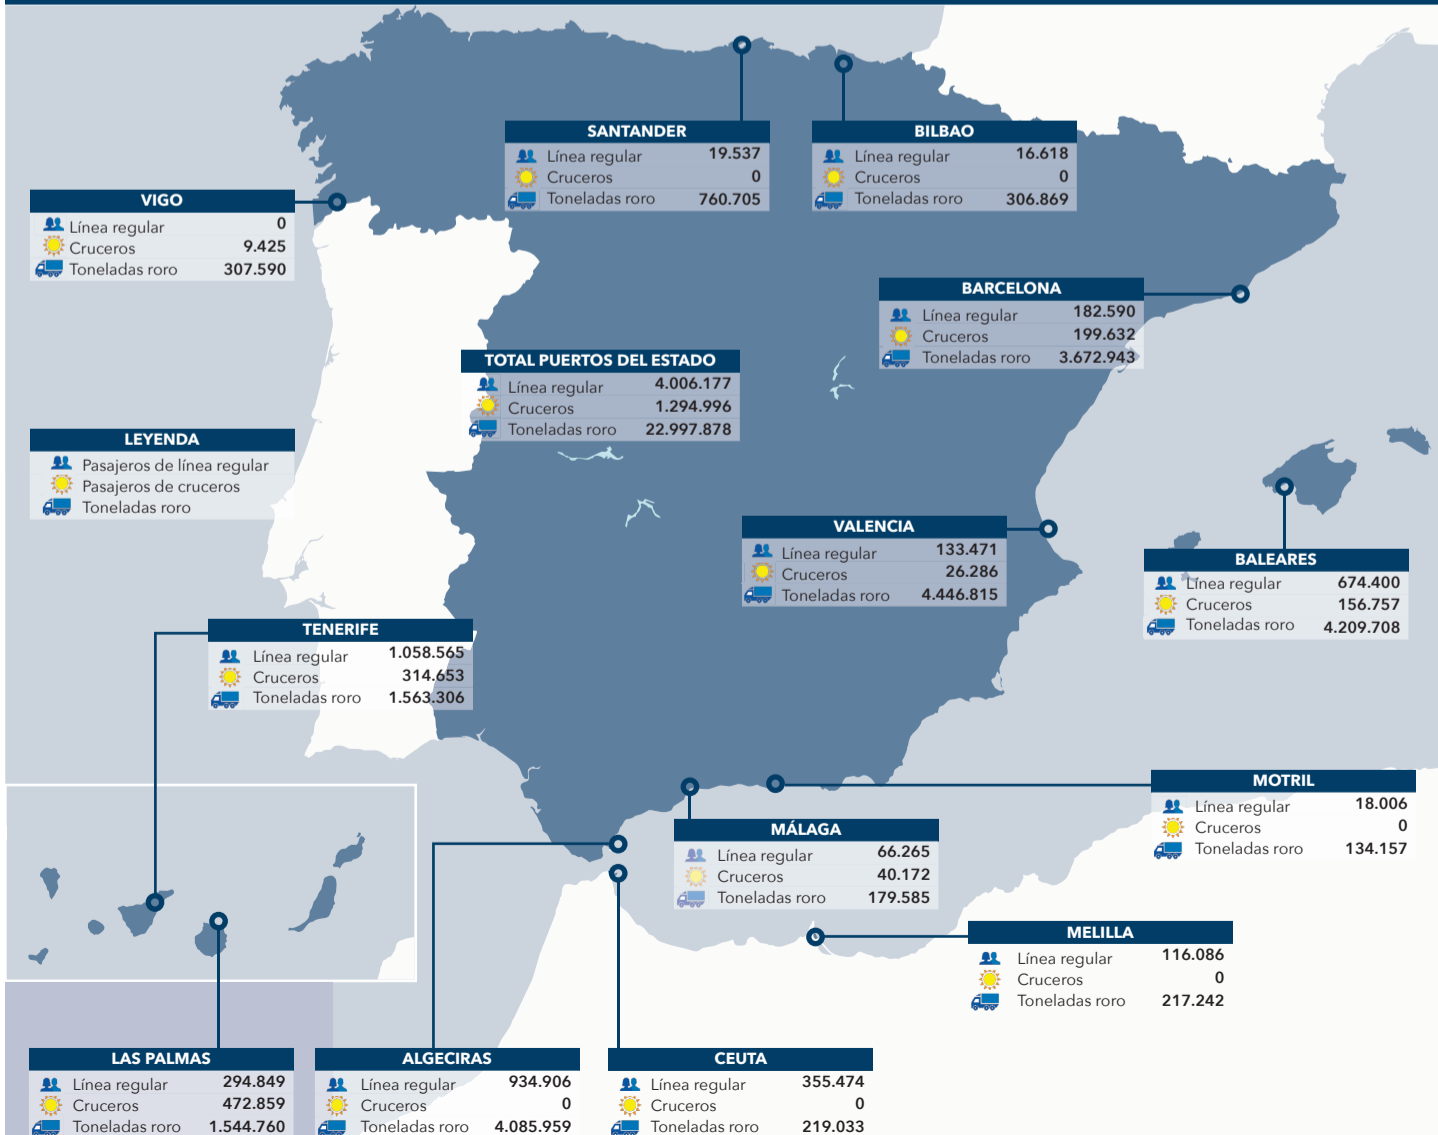 SANTANDER
Línea regular 19.537
Cruceros 0
Toneladas roro 760.705
BILBAO
Línea regular 16.618
Cruceros 0
Toneladas roro 306.869
VIGO
Línea regular 0
Cruceros 9.425
Toneladas roro 307.590
BARCELONA
Línea regular 182.590
Cruceros 199.632
Toneladas roro 3.672.943
TOTAL PUERTOS DEL ESTADO
Línea regular 4.006.177
Cruceros 1.294.996
Toneladas roro 22.997.878
LEYENDA
Pasajeros de línea regular
Pasajeros de cruceros
Toneladas roro
VALENCIA
Línea regular 133.471
Cruceros 26.286
Toneladas roro 4.446.815
BALEARES
Línea regular 674.400
Cruceros 156.757
Toneladas roro 4.209.708
TENERIFE
Línea regular 1.058.565
Cruceros 314.653
Toneladas roro 1.563.306
MOTRIL
Línea regular 18.006
Cruceros 0
Toneladas roro 134.157
MÁLAGA
Línea regular 66.265
Cruceros 40.172
Toneladas roro 179.585
MELILLA
Línea regular 116.086
Cruceros 0
Toneladas roro 217.242
LAS PALMAS
Línea regular 294.849
Cruceros 472.859
Toneladas roro 1.544.760
ALGECIRAS
Línea regular 934.906
Cruceros 0
Toneladas roro 4.085.959
CEUTA
Línea regular 355.474
Cruceros 0
Toneladas roro 219.033